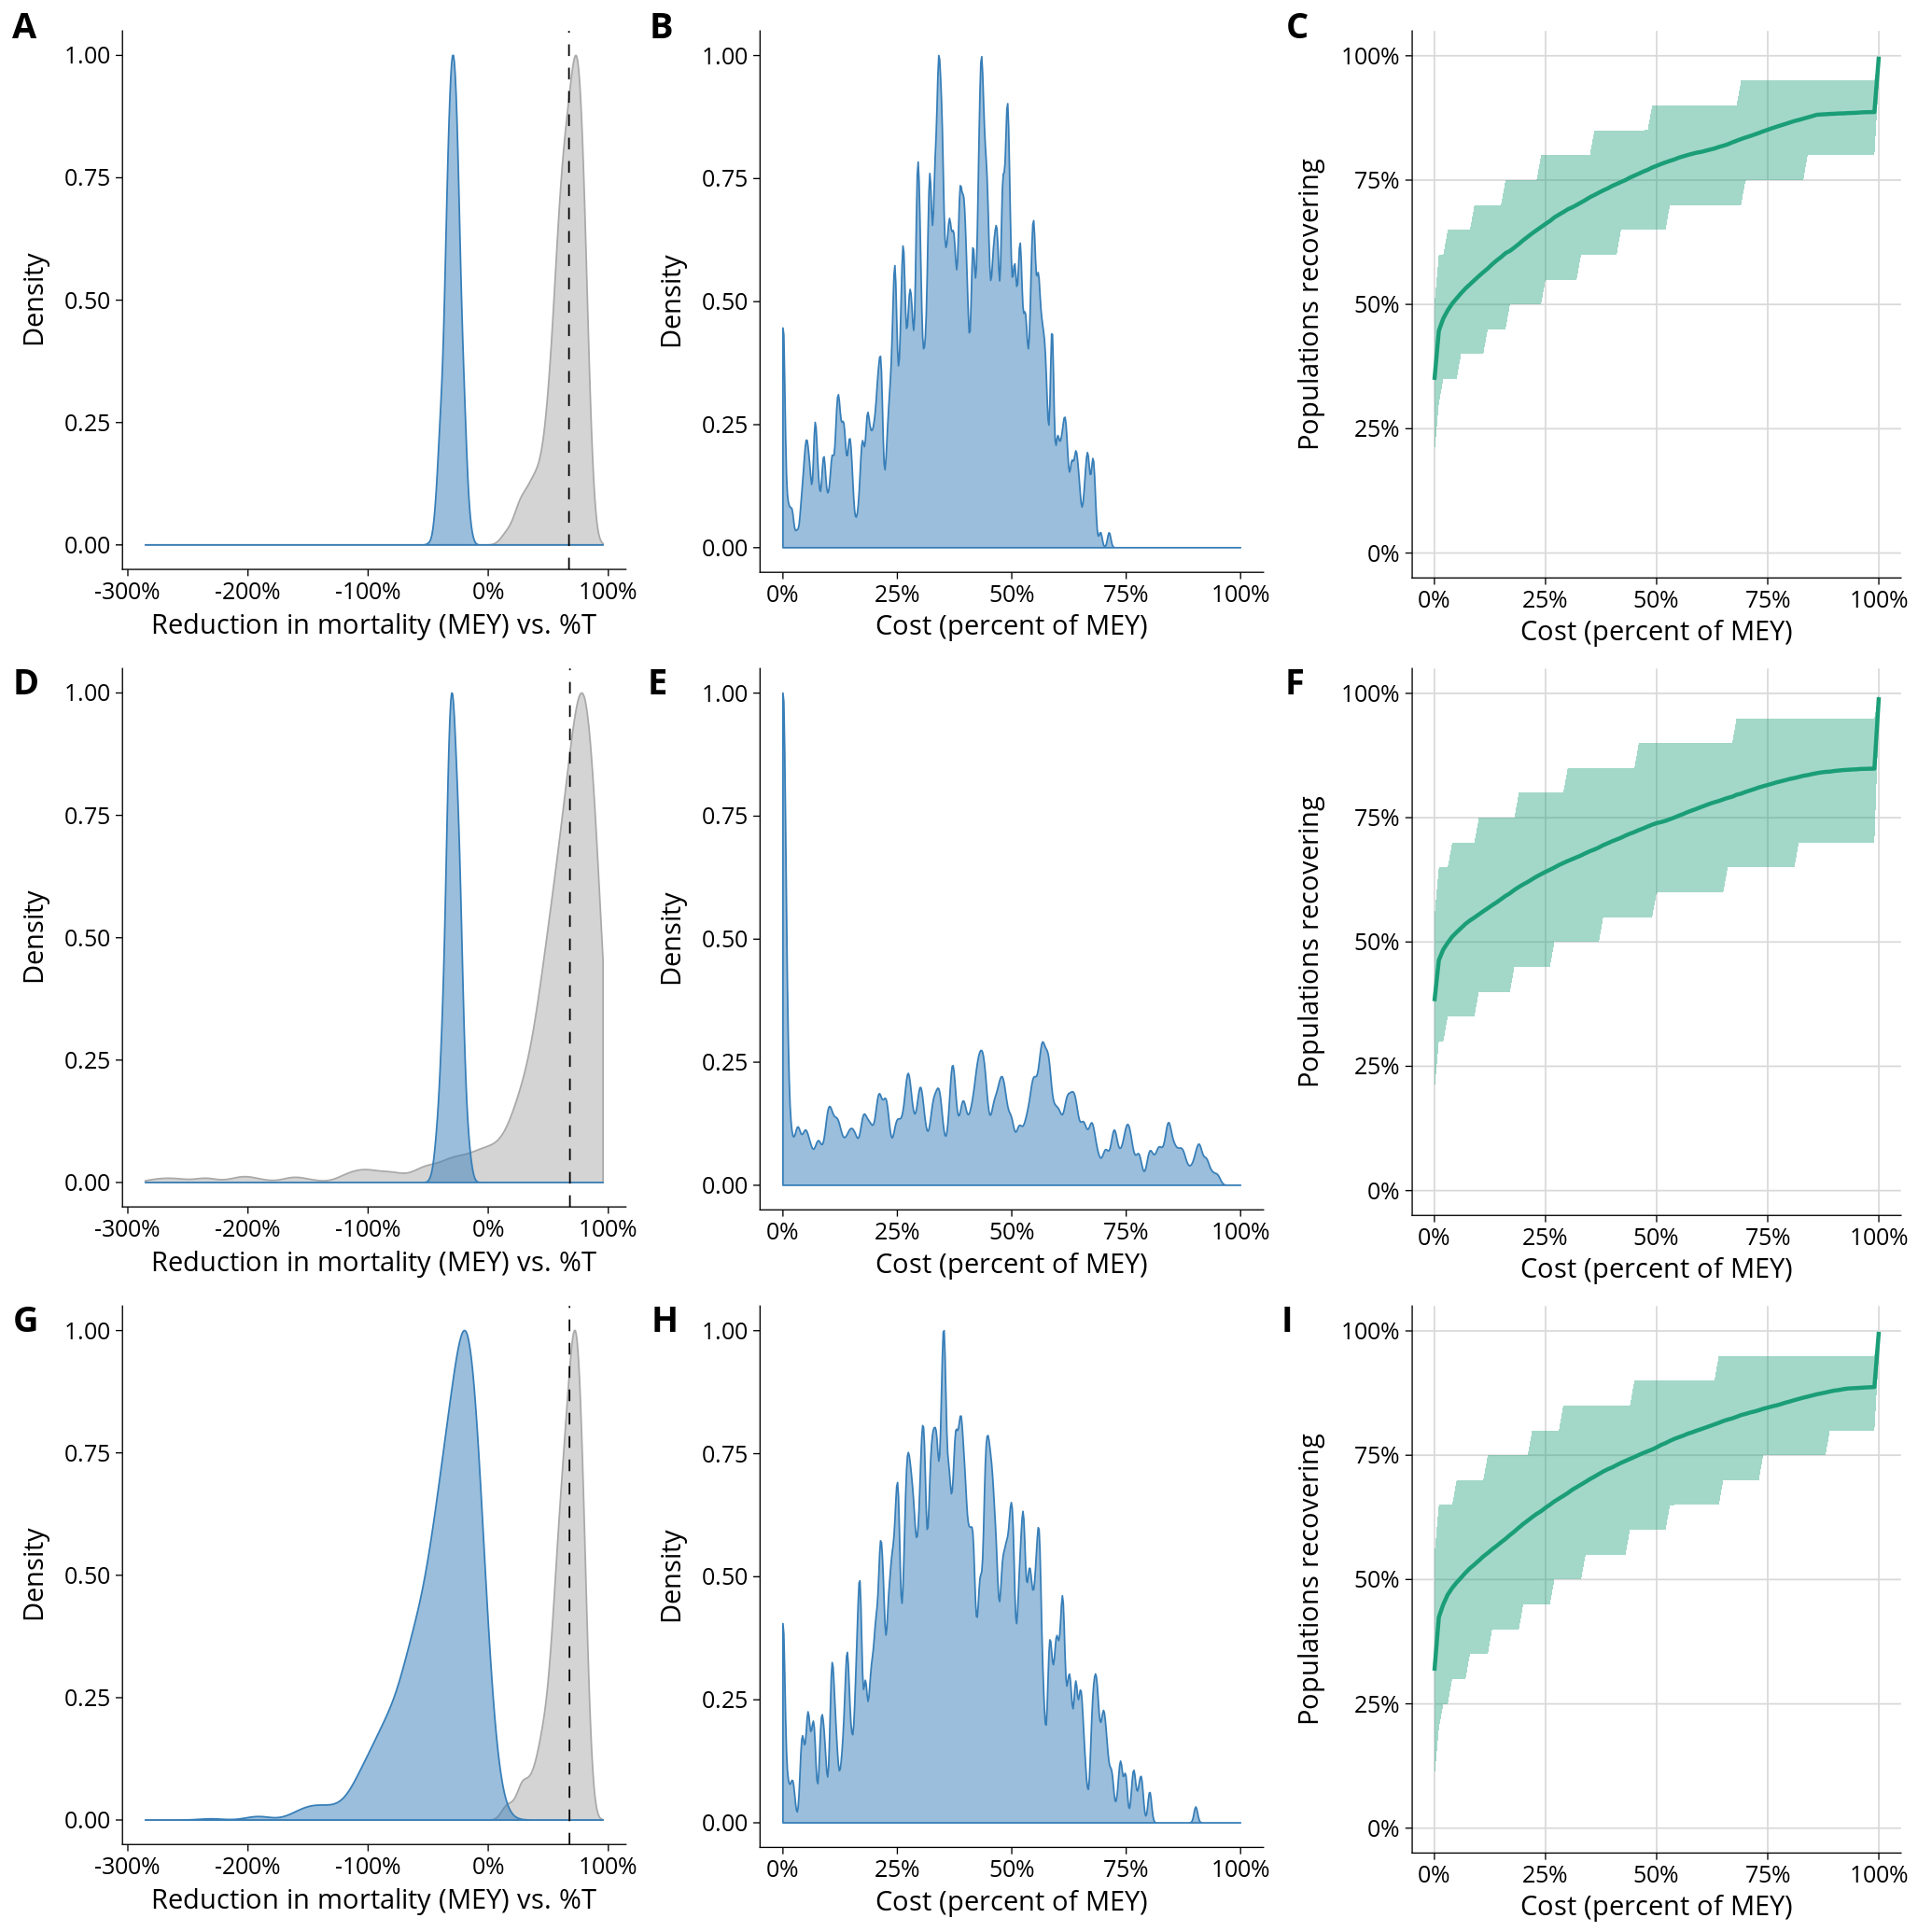 A
Density
1.00
0.75
0.50
0.25
0.00
-300% -200% -100% 0% 100%
Reduction in mortality (MEY) vs. %T
B
Density
1.00
0.75
0.50
0.25
0.00
0% 25% 50% 75% 100%
Cost (percent of MEY)
C
Populations recovering
100%
75%
50%
25%
0%
0% 25% 50% 75% 100%
Cost (percent of MEY)
D
Density
1.00
0.75
0.50
0.25
0.00
-300% -200% -100% 0% 100%
Reduction in mortality (MEY) vs. %T
E
Density
1.00
0.75
0.50
0.25
0.00
0% 25% 50% 75% 100%
Cost (percent of MEY)
F
Populations recovering
100%
75%
50%
25%
0%
0% 25% 50% 75% 100%
Cost (percent of MEY)
G
Density
1.00
0.75
0.50
0.25
0.00
-300% -200% -100% 0% 100%
Reduction in mortality (MEY) vs. %T
H
Density
1.00
0.75
0.50
0.25
0.00
0% 25% 50% 75% 100%
Cost (percent of MEY)
I
Populations recovering
100%
75%
50%
25%
0%
0% 25% 50% 75% 100%
Cost (percent of MEY)